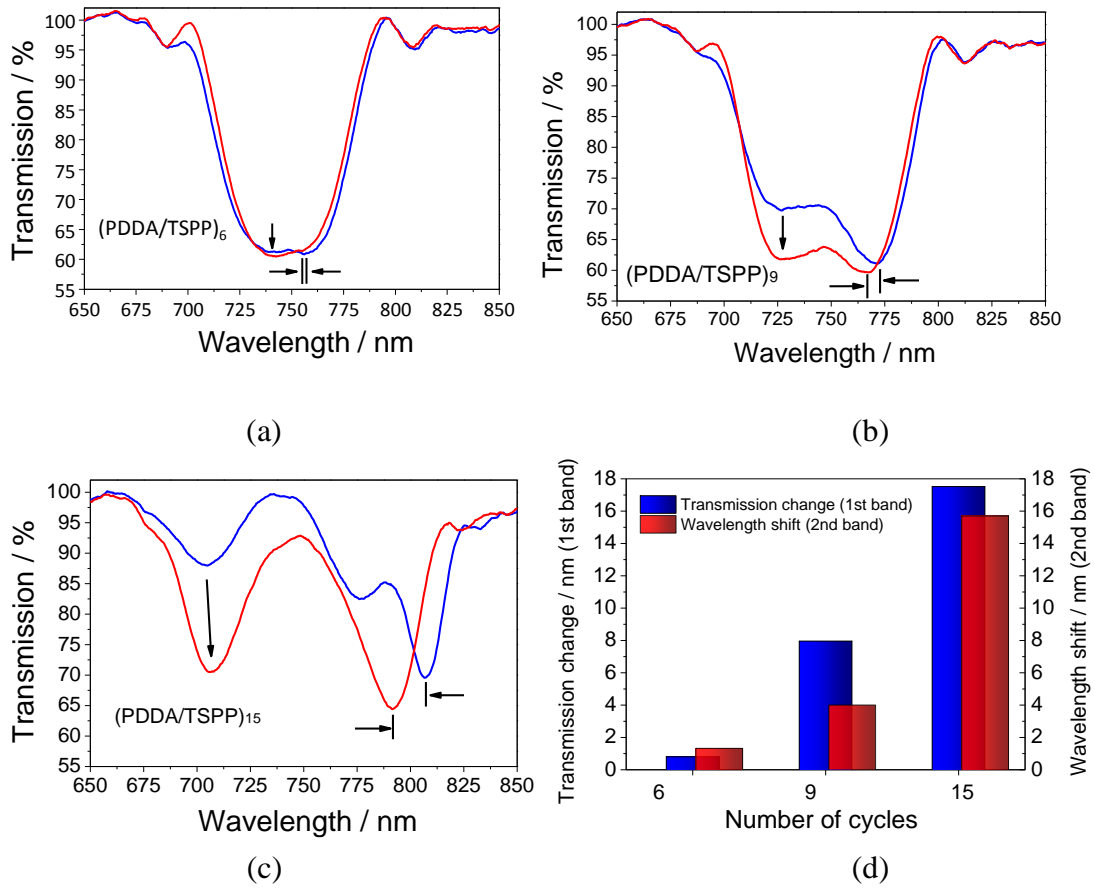 100
95
90
85
80
75
70
65
60
55
650 675 700 725 750 775 800 825 850
Transmission / %
Wavelength / nm
(PDDA/TSPP)6
(a)
100
95
90
85
80
75
70
65
60
55
650 675 700 725 750 775 800 825 850
Transmission / %
Wavelength / nm
(PDDA/TSPP)9
(b)
100
95
90
85
80
75
70
65
60
55
650 675 700 725 750 775 800 825 850
Transmission / %
Wavelength / nm
(PDDA/TSPP)15
(c)
Transmission change / nm (1st band)
18
16
14
12
10
8
6
4
2
0
Transmission change (1st band)
Wavelength shift (2nd band)
18
16
14
12
10
8
6
4
2
0
Wavelength shift / nm (2nd band)
6 9 15
Number of cycles
(d)